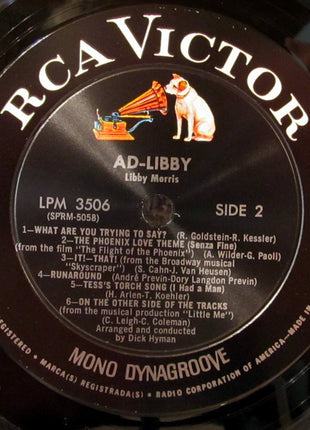 RCA VICTOR
AD-LIBBY
Libby Morris
LPM 3506
(SPRM-5058)
SIDE 2
1—WHAT ARE YOU TRYING TO SAY? (R. Goldstein-R. Kessler)
2—THE PHOENIX LOVE THEME (Senza Fine)
(from the film "The Flight of the Phoenix") (A. Wilder-G. Paoli)
3—IT!—THAT! (from the Broadway musical
"Skyscraper") (S. Cahn-J. Van Heusen)
4—RUNAROUND (André Previn-Dory Langdon Previn)
5—TESS'S TORCH SONG (I Had a Man)
(H. Arlen-T. Koehler)
6—ON THE OTHER SIDE OF THE TRACKS
(from the musical production "Little Me")
(C. Leigh-C. Coleman)
Arranged and conducted
by Dick Hyman
MONO DYNAGROOVE
REGISTERED • MARCA(S) REGISTRADA(S) • RADIO CORPORATION OF AMERICA—MADE IN